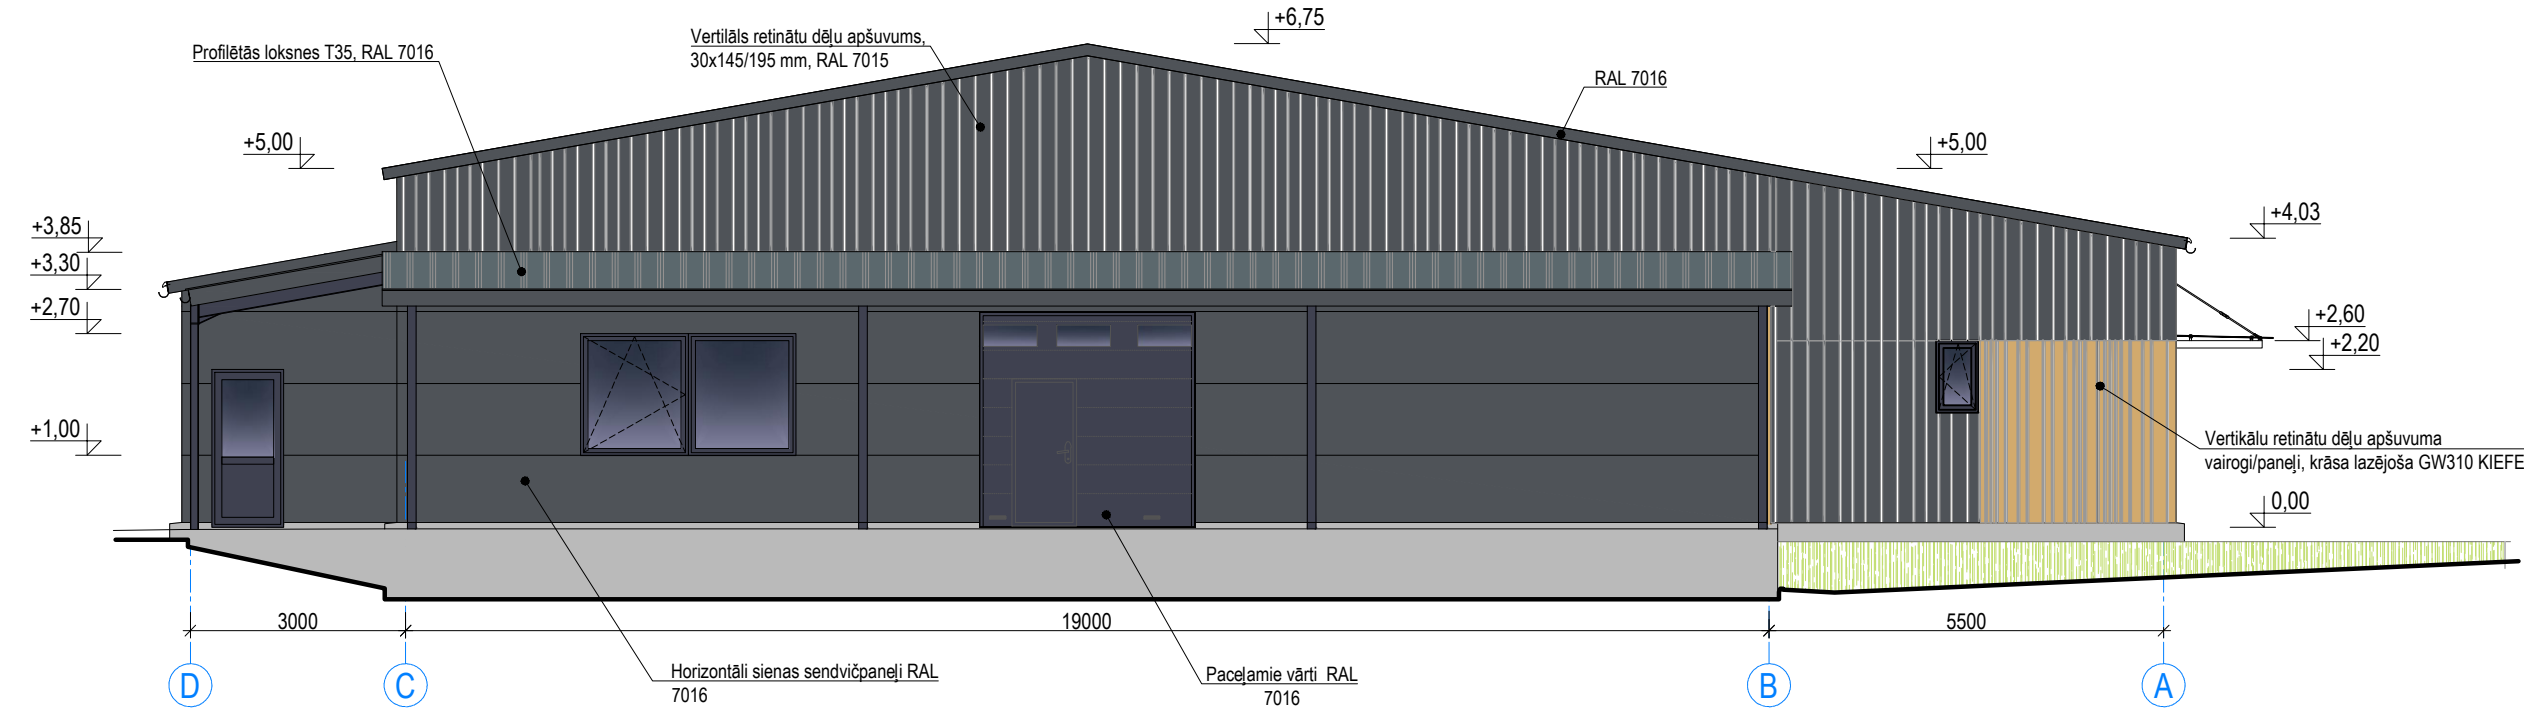 +6,75
Vertilāls retinātu dēļu apšuvums,
30x145/195 mm, RAL 7015
Profilētās loksnes T35, RAL 7016
RAL 7016
+5,00
+5,00
+3,85
+4,03
+3,30
+2,70
+2,60
+2,20
+1,00
Vertikālu retinātu dēļu apšuvuma
vairogi/paneļi, krāsa lazējoša GW310 KIEFE
0,00
3000
19000
5500
Horizontāli sienas sendvičpaneļi RAL
7016
Paceļamie vārti RAL
7016
D
C
B
A